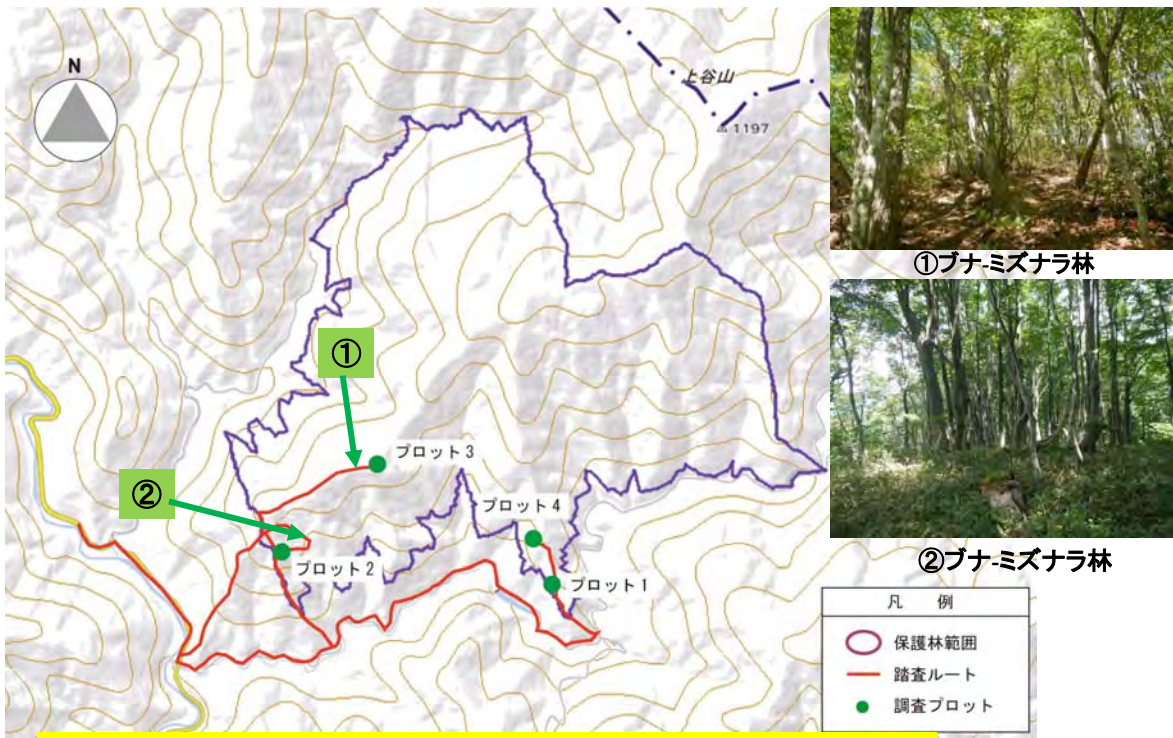 N
上谷山
1197
①
②
プロット3
プロット4
プロット2
プロット1
①ブナ-ミズナラ林
②ブナ-ミズナラ林
凡 例
保護林範囲
踏査ルート
調査プロット